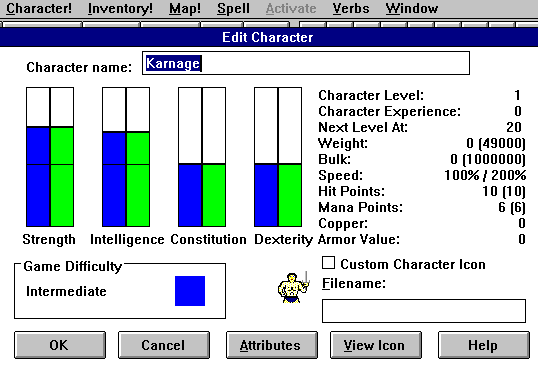 Character! Inventory! Map! Spell Activate Verbs Window
Edit Character
Character name: Karnage
Character Level: 1
Character Experience: 0
Next Level At: 20
Weight: 0 (49000)
Bulk: 0 (1000000)
Speed: 100% / 200%
Hit Points: 10 (10)
Mana Points: 6 (6)
Copper: 0
Armor Value: 0
Strength Intelligence Constitution Dexterity
Game Difficulty
Intermediate
Custom Character Icon
Filename:
OK Cancel Attributes View Icon Help